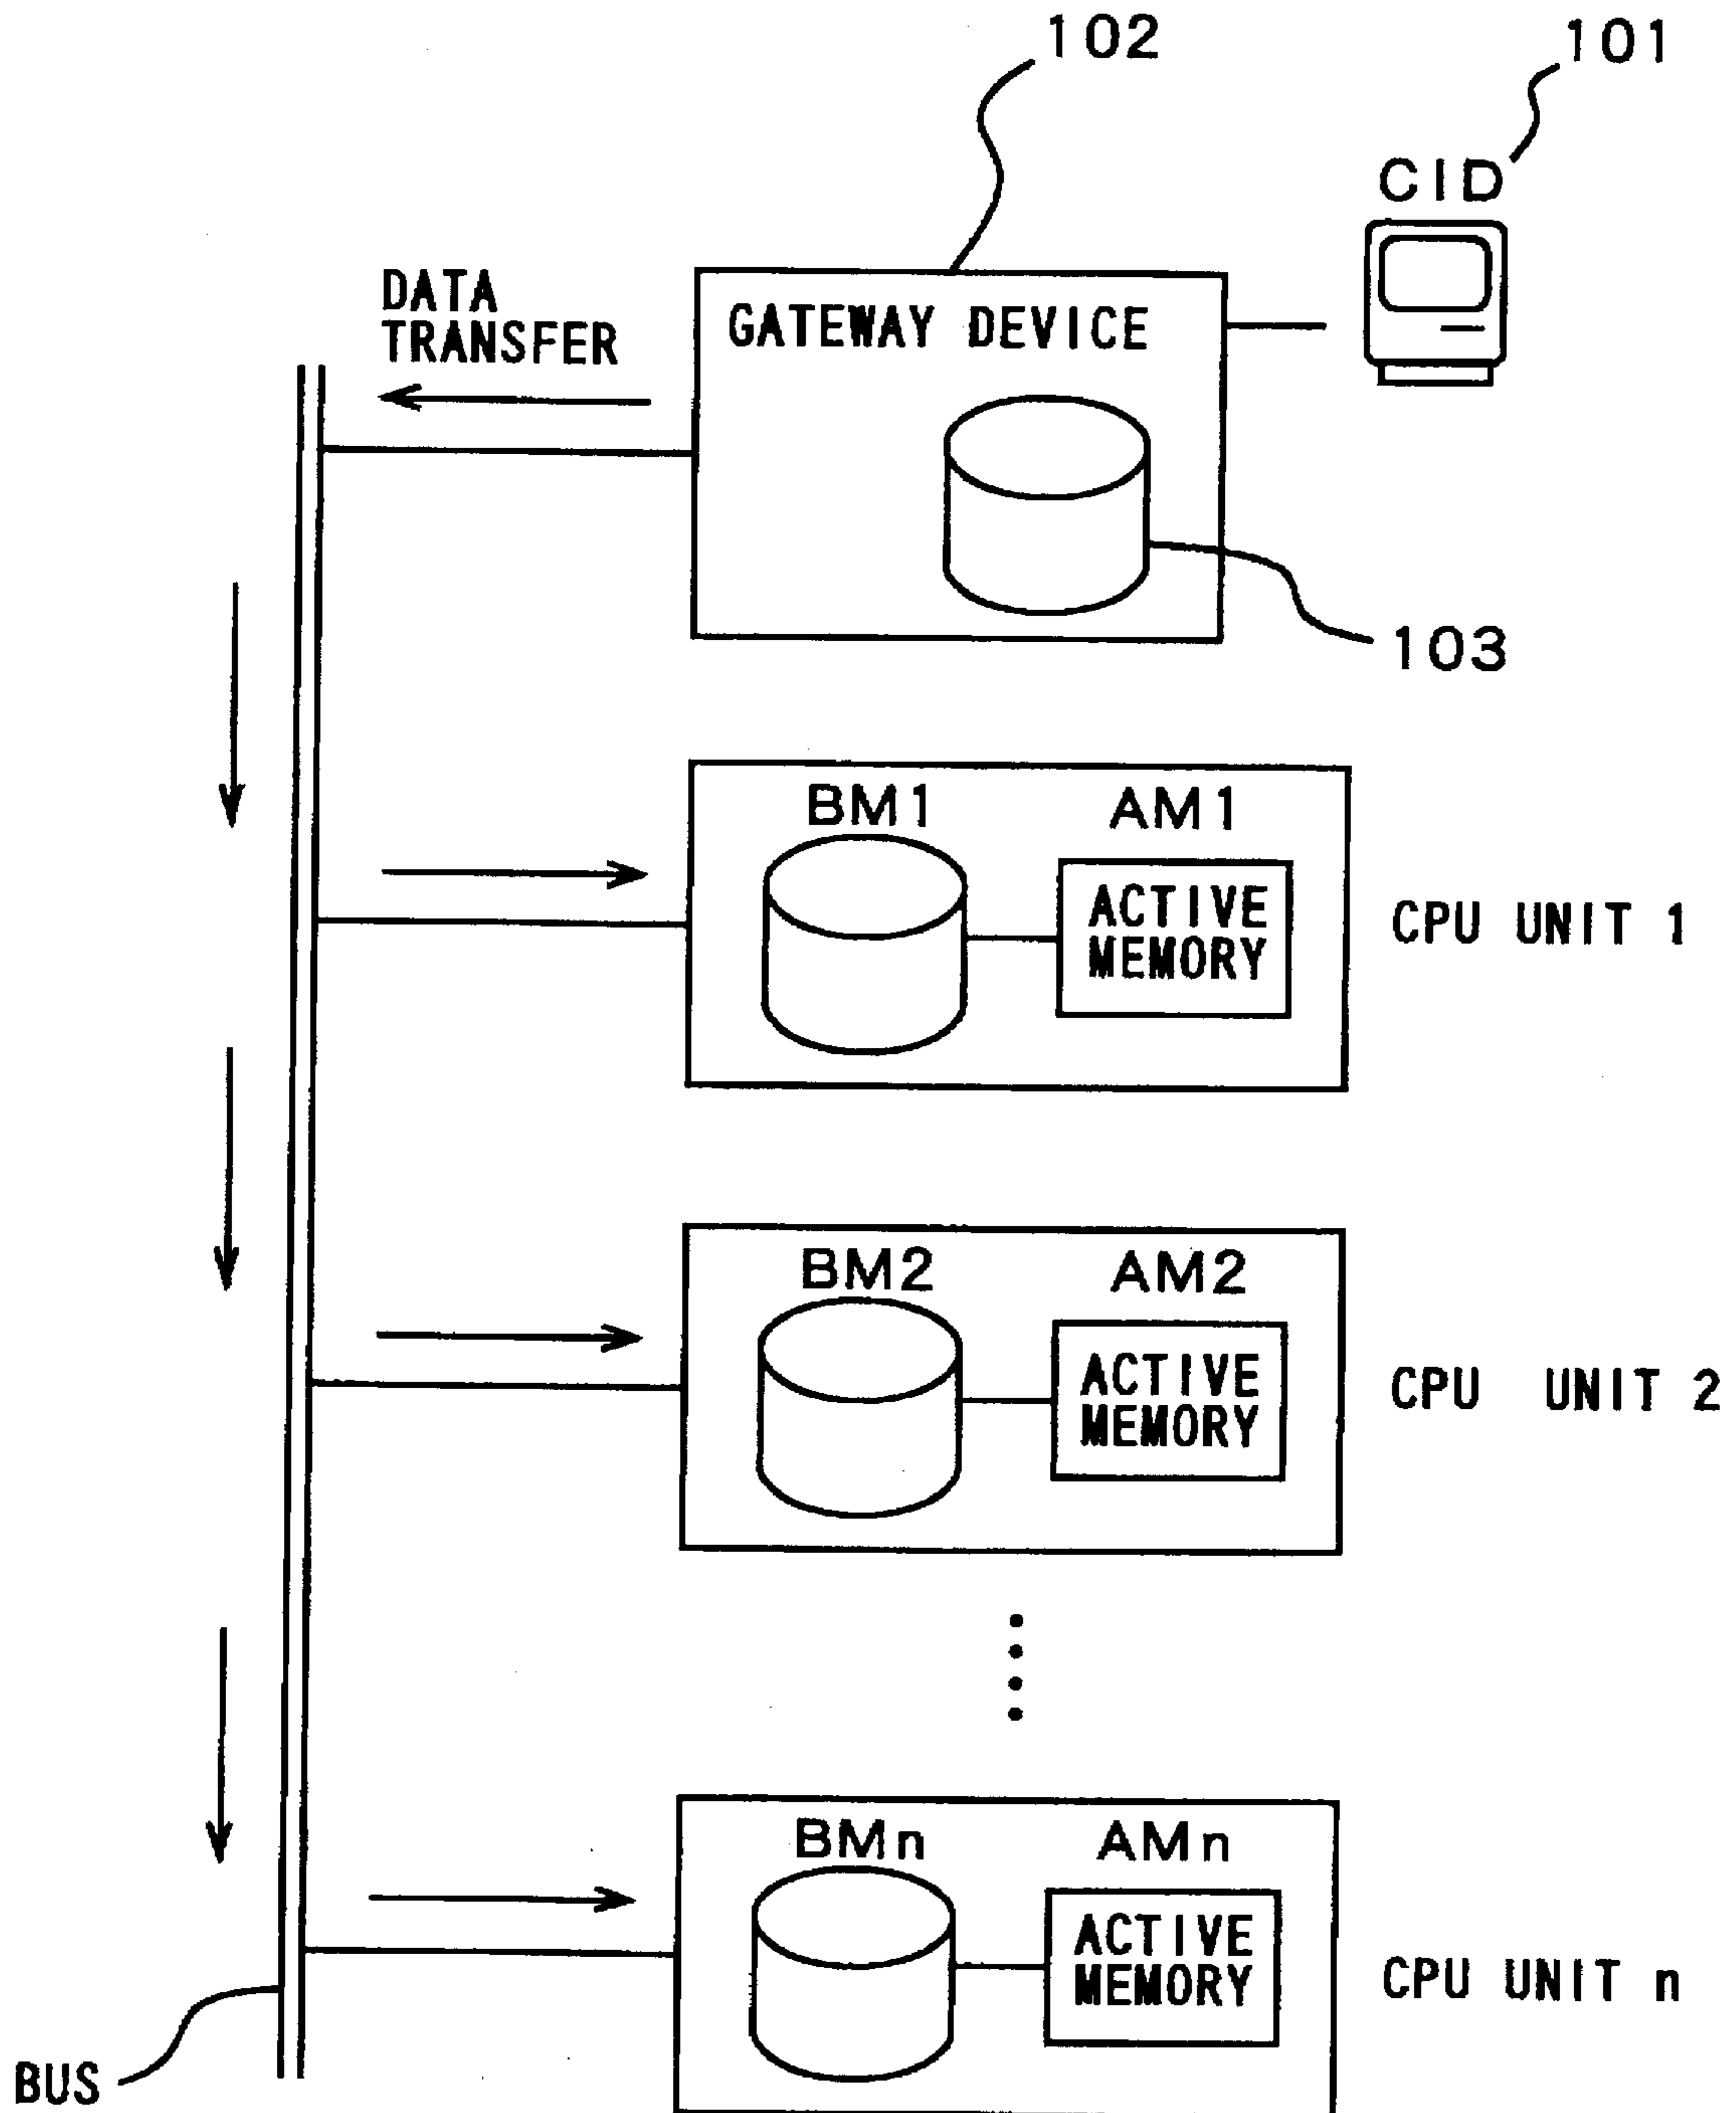 102
101
CID
DATA
TRANSFER
GATEWAY DEVICE
103
BM1
AM1
ACTIVE
MEMORY
CPU UNIT 1
BM2
AM2
ACTIVE
MEMORY
CPU UNIT 2
BMn
AMn
ACTIVE
MEMORY
CPU UNIT n
BUS